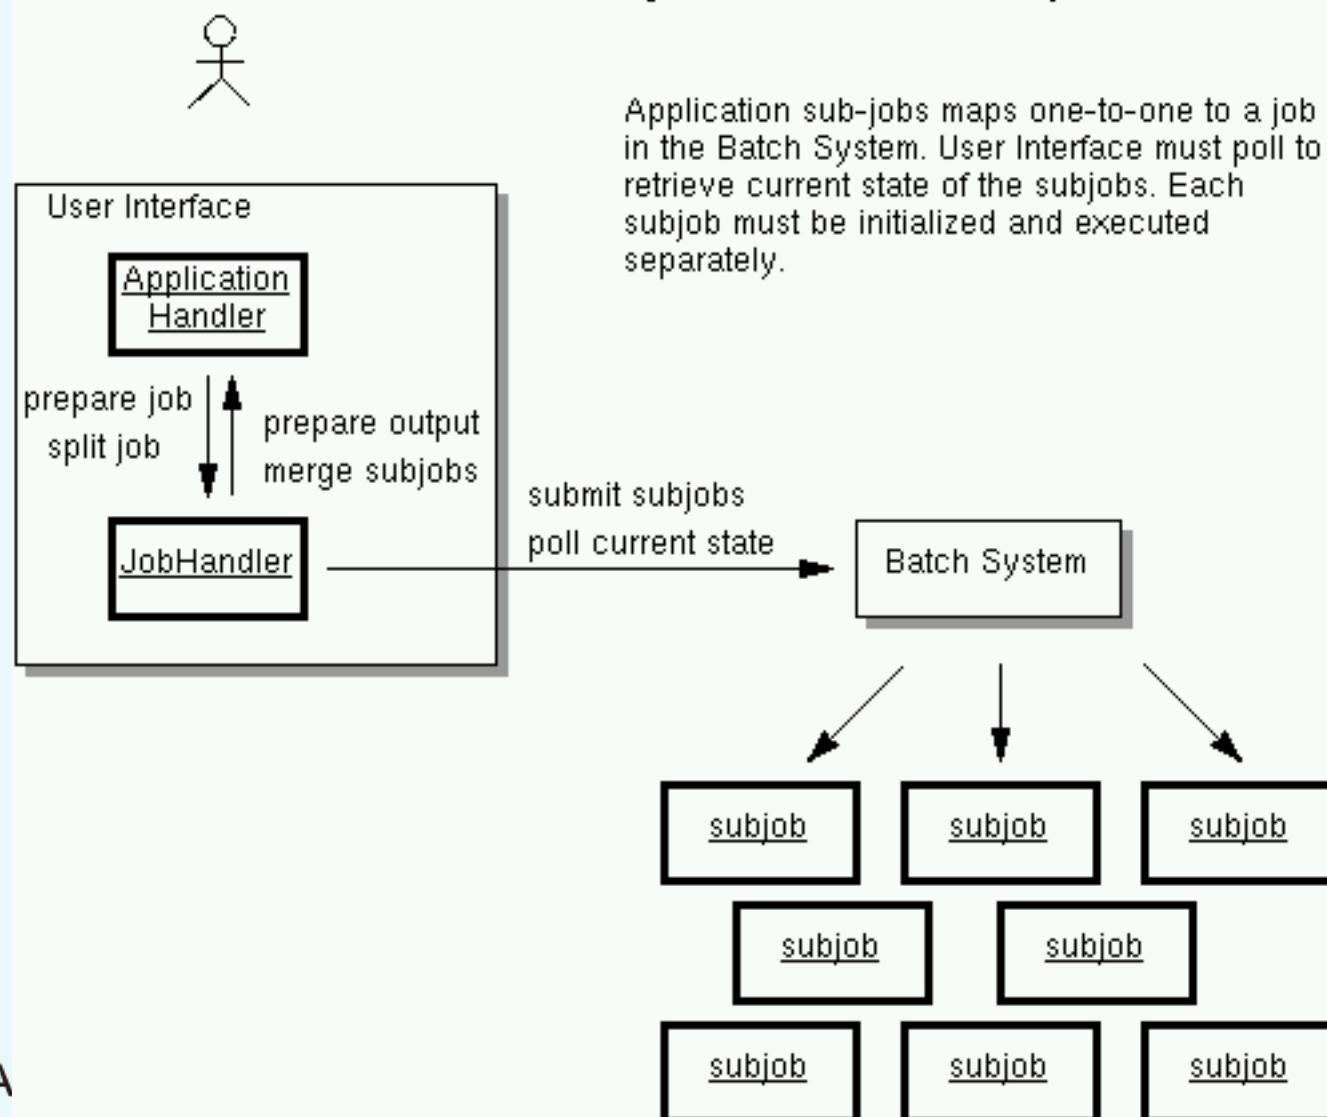 Application sub-jobs maps one-to-one to a job
in the Batch System. User Interface must poll to
retrieve current state of the subjobs. Each
subjob must be initialized and executed
separately.
User Interface
Application
Handler
prepare job
split job
prepare output
merge subjobs
JobHandler
submit subjobs
poll current state
Batch System
subjob
subjob
subjob
subjob
subjob
subjob
subjob
subjob